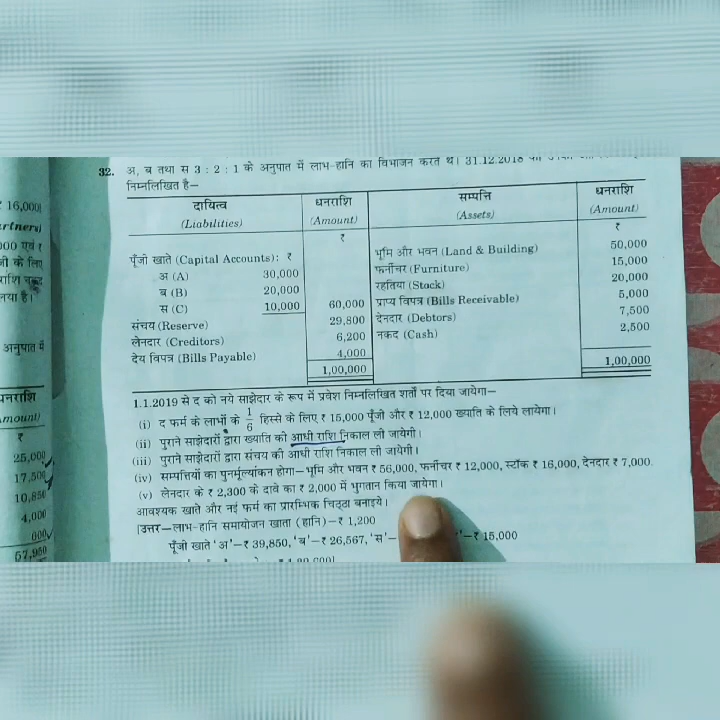 32. अ, ब तथा स 3 : 2 : 1 के अनुपात में लाभ-हानि का विभाजन करते थे। 31.12.2018
निम्नलिखित है—
दायित्व (Liabilities) धनराशि (Amount) ₹ सम्पत्ति (Assets) धनराशि (Amount) ₹
पूँजी खाते (Capital Accounts): ₹ भूमि और भवन (Land & Building) 50,000
अ (A) 30,000 फर्नीचर (Furniture) 15,000
ब (B) 20,000 रहतिया (Stock) 20,000
स (C) 10,000 60,000 प्राप्य विपत्र (Bills Receivable) 5,000
संचय (Reserve) 29,800 देनदार (Debtors) 7,500
लेनदार (Creditors) 6,200 नकद (Cash) 2,500
देय विपत्र (Bills Payable) 4,000
1,00,000 1,00,000
1.1.2019 से द को नये साझेदार के रूप में प्रवेश निम्नलिखित शर्तों पर दिया जायेगा—
(i) द फर्म के लाभों के 1/6 हिस्से के लिए ₹ 15,000 पूँजी और ₹ 12,000 ख्याति के लिये लायेगा।
(ii) पुराने साझेदारों द्वारा ख्याति की आधी राशि निकाल ली जायेगी।
(iii) पुराने साझेदारों द्वारा संचय की आधी राशि निकाल ली जायेगी।
(iv) सम्पत्तियों का पुनर्मूल्यांकन होगा—भूमि और भवन ₹ 56,000, फर्नीचर ₹ 12,000, स्टॉक ₹ 16,000, देनदार ₹ 7,000.
(v) लेनदार के ₹ 2,300 के दावे का ₹ 2,000 में भुगतान किया जायेगा।
आवश्यक खाते और नई फर्म का प्रारम्भिक चिट्ठा बनाइये।
[उत्तर—लाभ-हानि समायोजन खाता (हानि)—₹ 1,200
पूँजी खाते 'अ'—₹ 39,850, 'ब'—₹ 26,567, 'स'— '—₹ 15,000
16,000]
artners)
000 एवं ₹
जी के लिए
राशि
गया है।
अनुपात में
धनराशि
mount)
₹
25,000
17,500
10,850
4,000
000
57,950